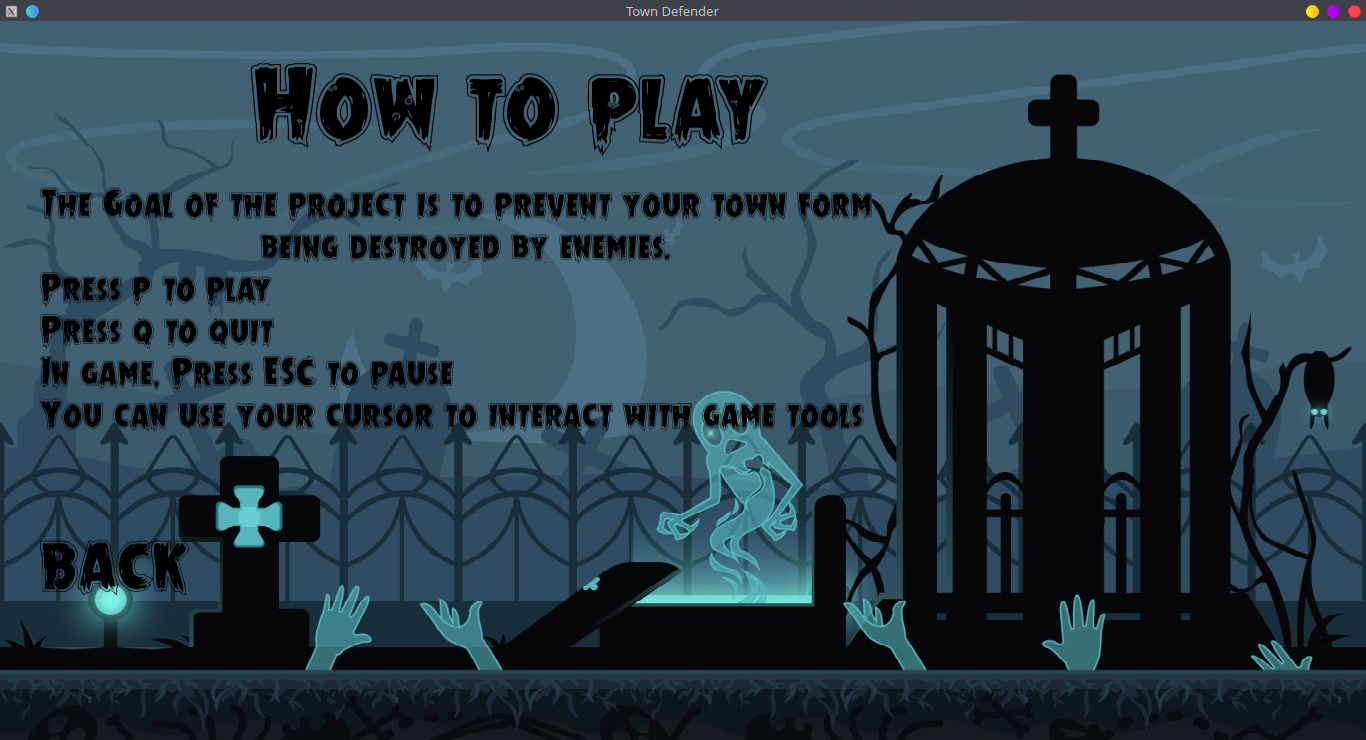 Town Defender
How to play
The Goal of the project is to prevent your town form
being destroyed by enemies.
Press P to play
Press Q to quit
In game, Press ESC to pause
You can use your cursor to interact with game tools
BACK